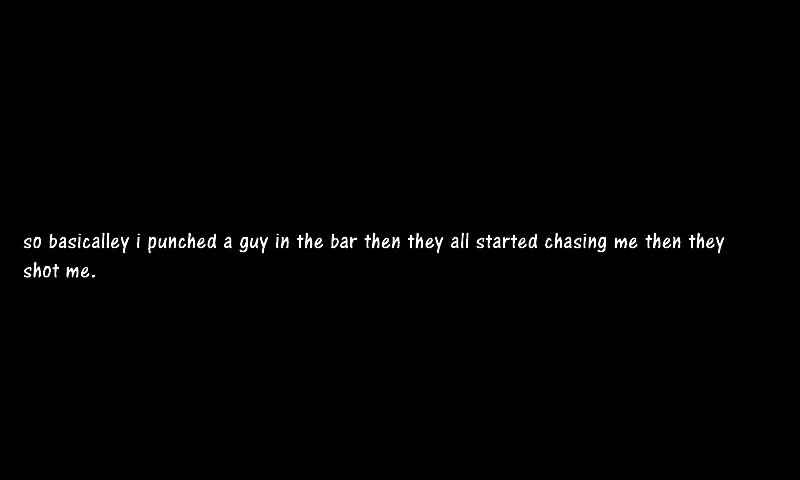 so basicalley i punched a guy in the bar then they all started chasing me then they
shot me.